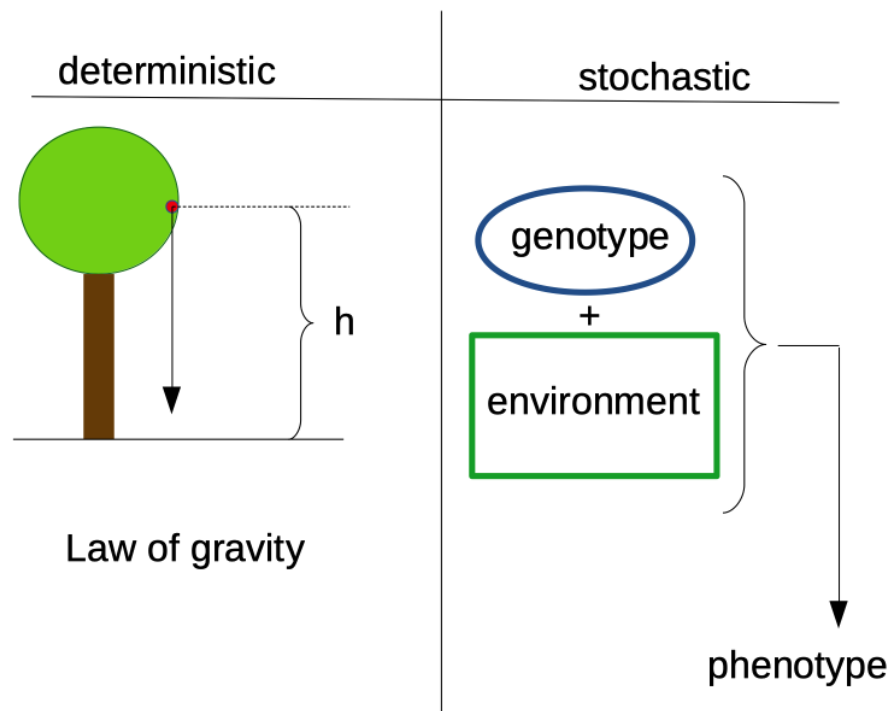 deterministic
stochastic
h
Law of gravity
genotype
+
environment
phenotype